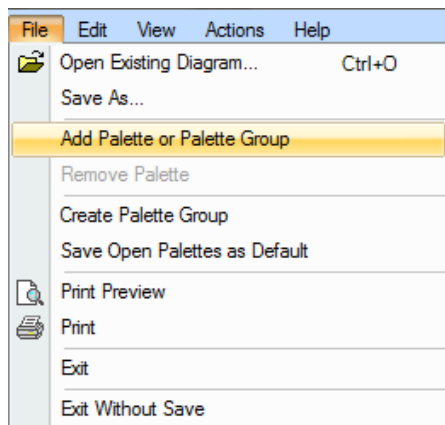 File Edit View Actions Help
Open Existing Diagram... Ctrl+O
Save As...
Add Palette or Palette Group
Remove Palette
Create Palette Group
Save Open Palettes as Default
Print Preview
Print
Exit
Exit Without Save